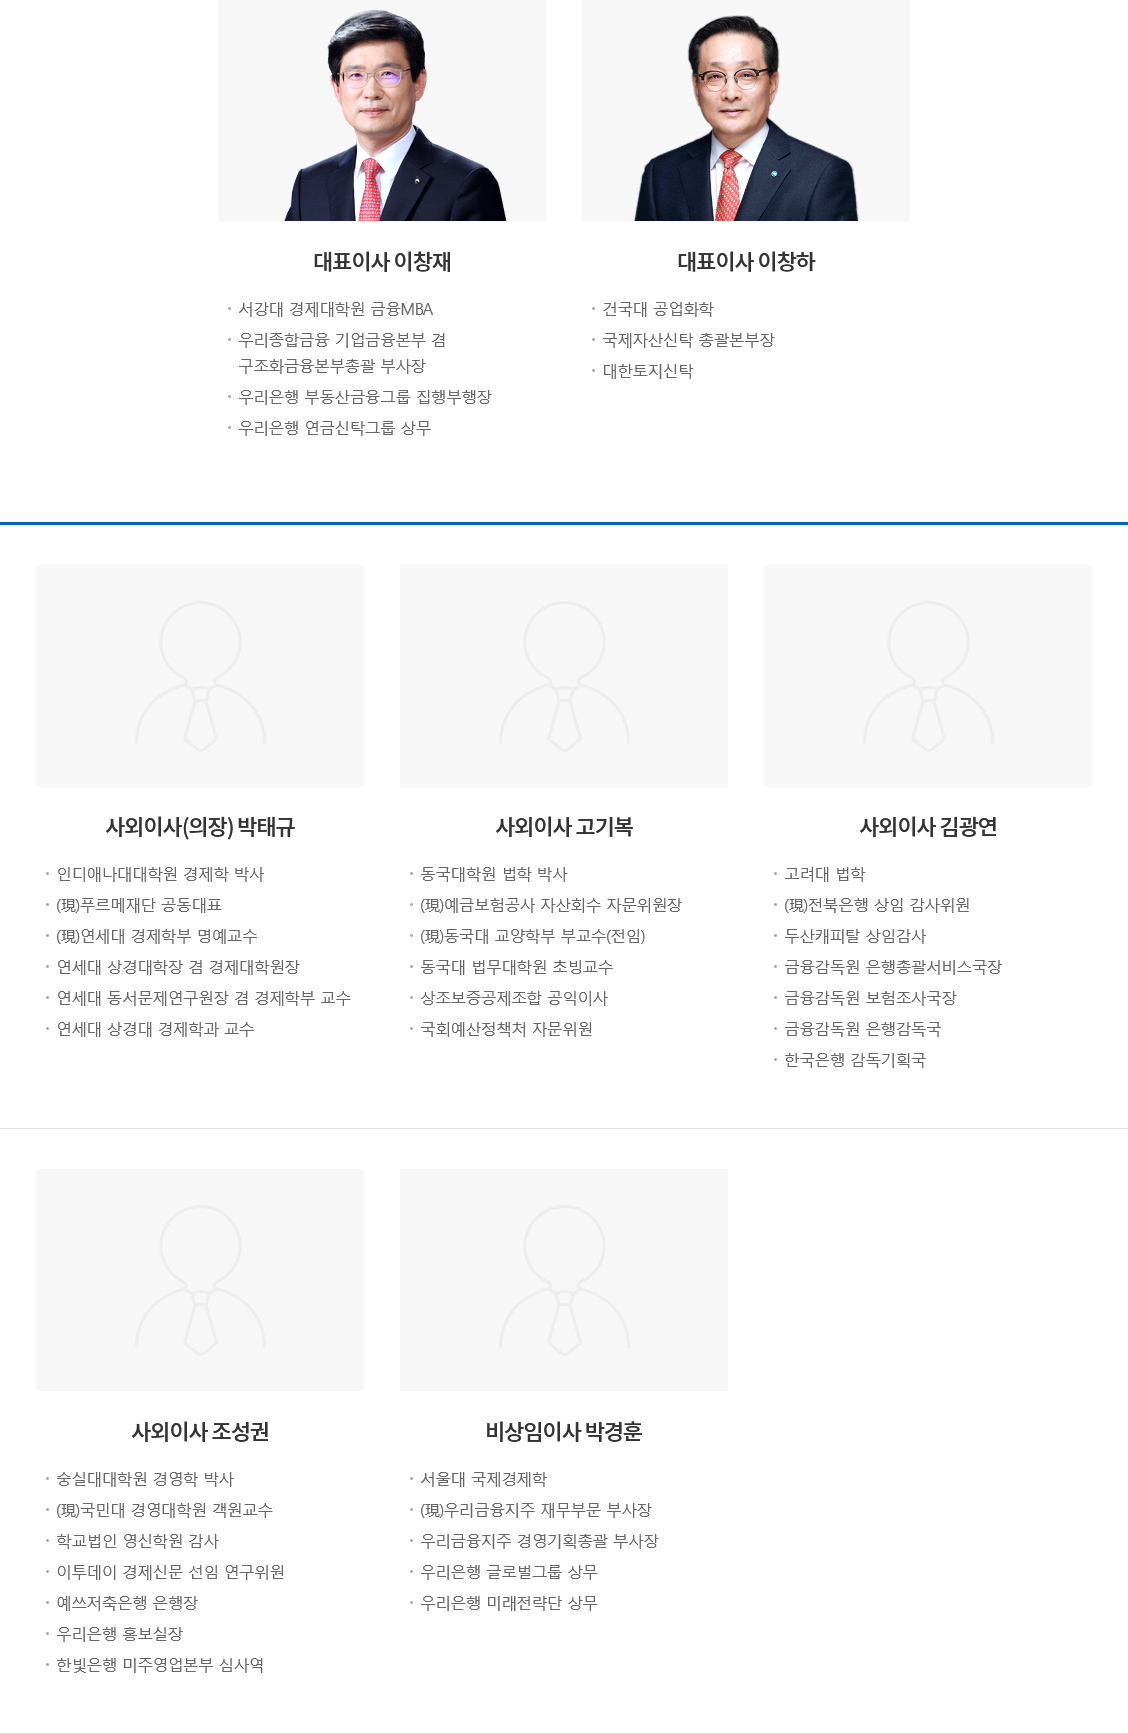 대표이사 이창재
· 서강대 경제대학원 금융MBA
· 우리종합금융 기업금융본부 겸
구조화금융본부총괄 부사장
· 우리은행 부동산금융그룹 집행부행장
· 우리은행 연금신탁그룹 상무
대표이사 이창하
· 건국대 공업화학
· 국제자산신탁 총괄본부장
· 대한토지신탁
사외이사(의장) 박태규
· 인디애나대대학원 경제학 박사
· (現)푸르메재단 공동대표
· (現)연세대 경제학부 명예교수
· 연세대 상경대학장 겸 경제대학원장
· 연세대 동서문제연구원장 겸 경제학부 교수
· 연세대 상경대 경제학과 교수
사외이사 고기복
· 동국대학원 법학 박사
· (現)예금보험공사 자산회수 자문위원장
· (現)동국대 교양학부 부교수(전임)
· 동국대 법무대학원 초빙교수
· 상조보증공제조합 공익이사
· 국회예산정책처 자문위원
사외이사 김광연
· 고려대 법학
· (現)전북은행 상임 감사위원
· 두산캐피탈 상임감사
· 금융감독원 은행총괄서비스국장
· 금융감독원 보험조사국장
· 금융감독원 은행감독국
· 한국은행 감독기획국
사외이사 조성권
· 숭실대대학원 경영학 박사
· (現)국민대 경영대학원 객원교수
· 학교법인 영신학원 감사
· 이투데이 경제신문 선임 연구위원
· 예쓰저축은행 은행장
· 우리은행 홍보실장
· 한빛은행 미주영업본부 심사역
비상임이사 박경훈
· 서울대 국제경제학
· (現)우리금융지주 재무부문 부사장
· 우리금융지주 경영기획총괄 부사장
· 우리은행 글로벌그룹 상무
· 우리은행 미래전략단 상무